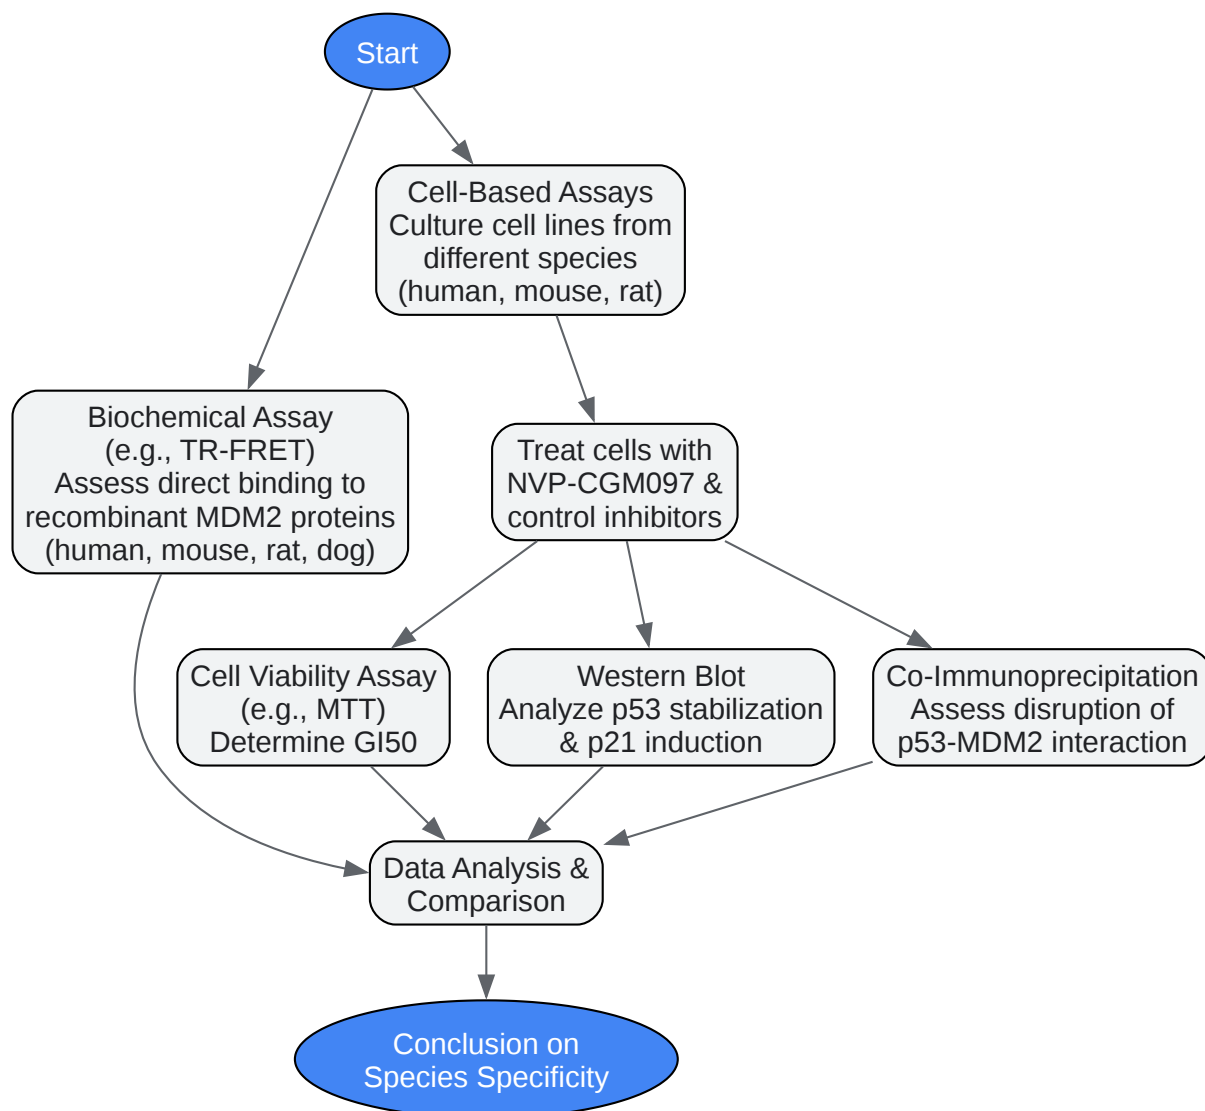 Start
Cell-Based Assays
Culture cell lines from
different species
(human, mouse, rat)
Biochemical Assay
(e.g., TR-FRET)
Assess direct binding to
recombinant MDM2 proteins
(human, mouse, rat, dog)
Treat cells with
NVP-CGM097 &
control inhibitors
Cell Viability Assay
(e.g., MTT)
Determine GI50
Western Blot
Analyze p53 stabilization
& p21 induction
Co-Immunoprecipitation
Assess disruption of
p53-MDM2 interaction
Data Analysis &
Comparison
Conclusion on
Species Specificity